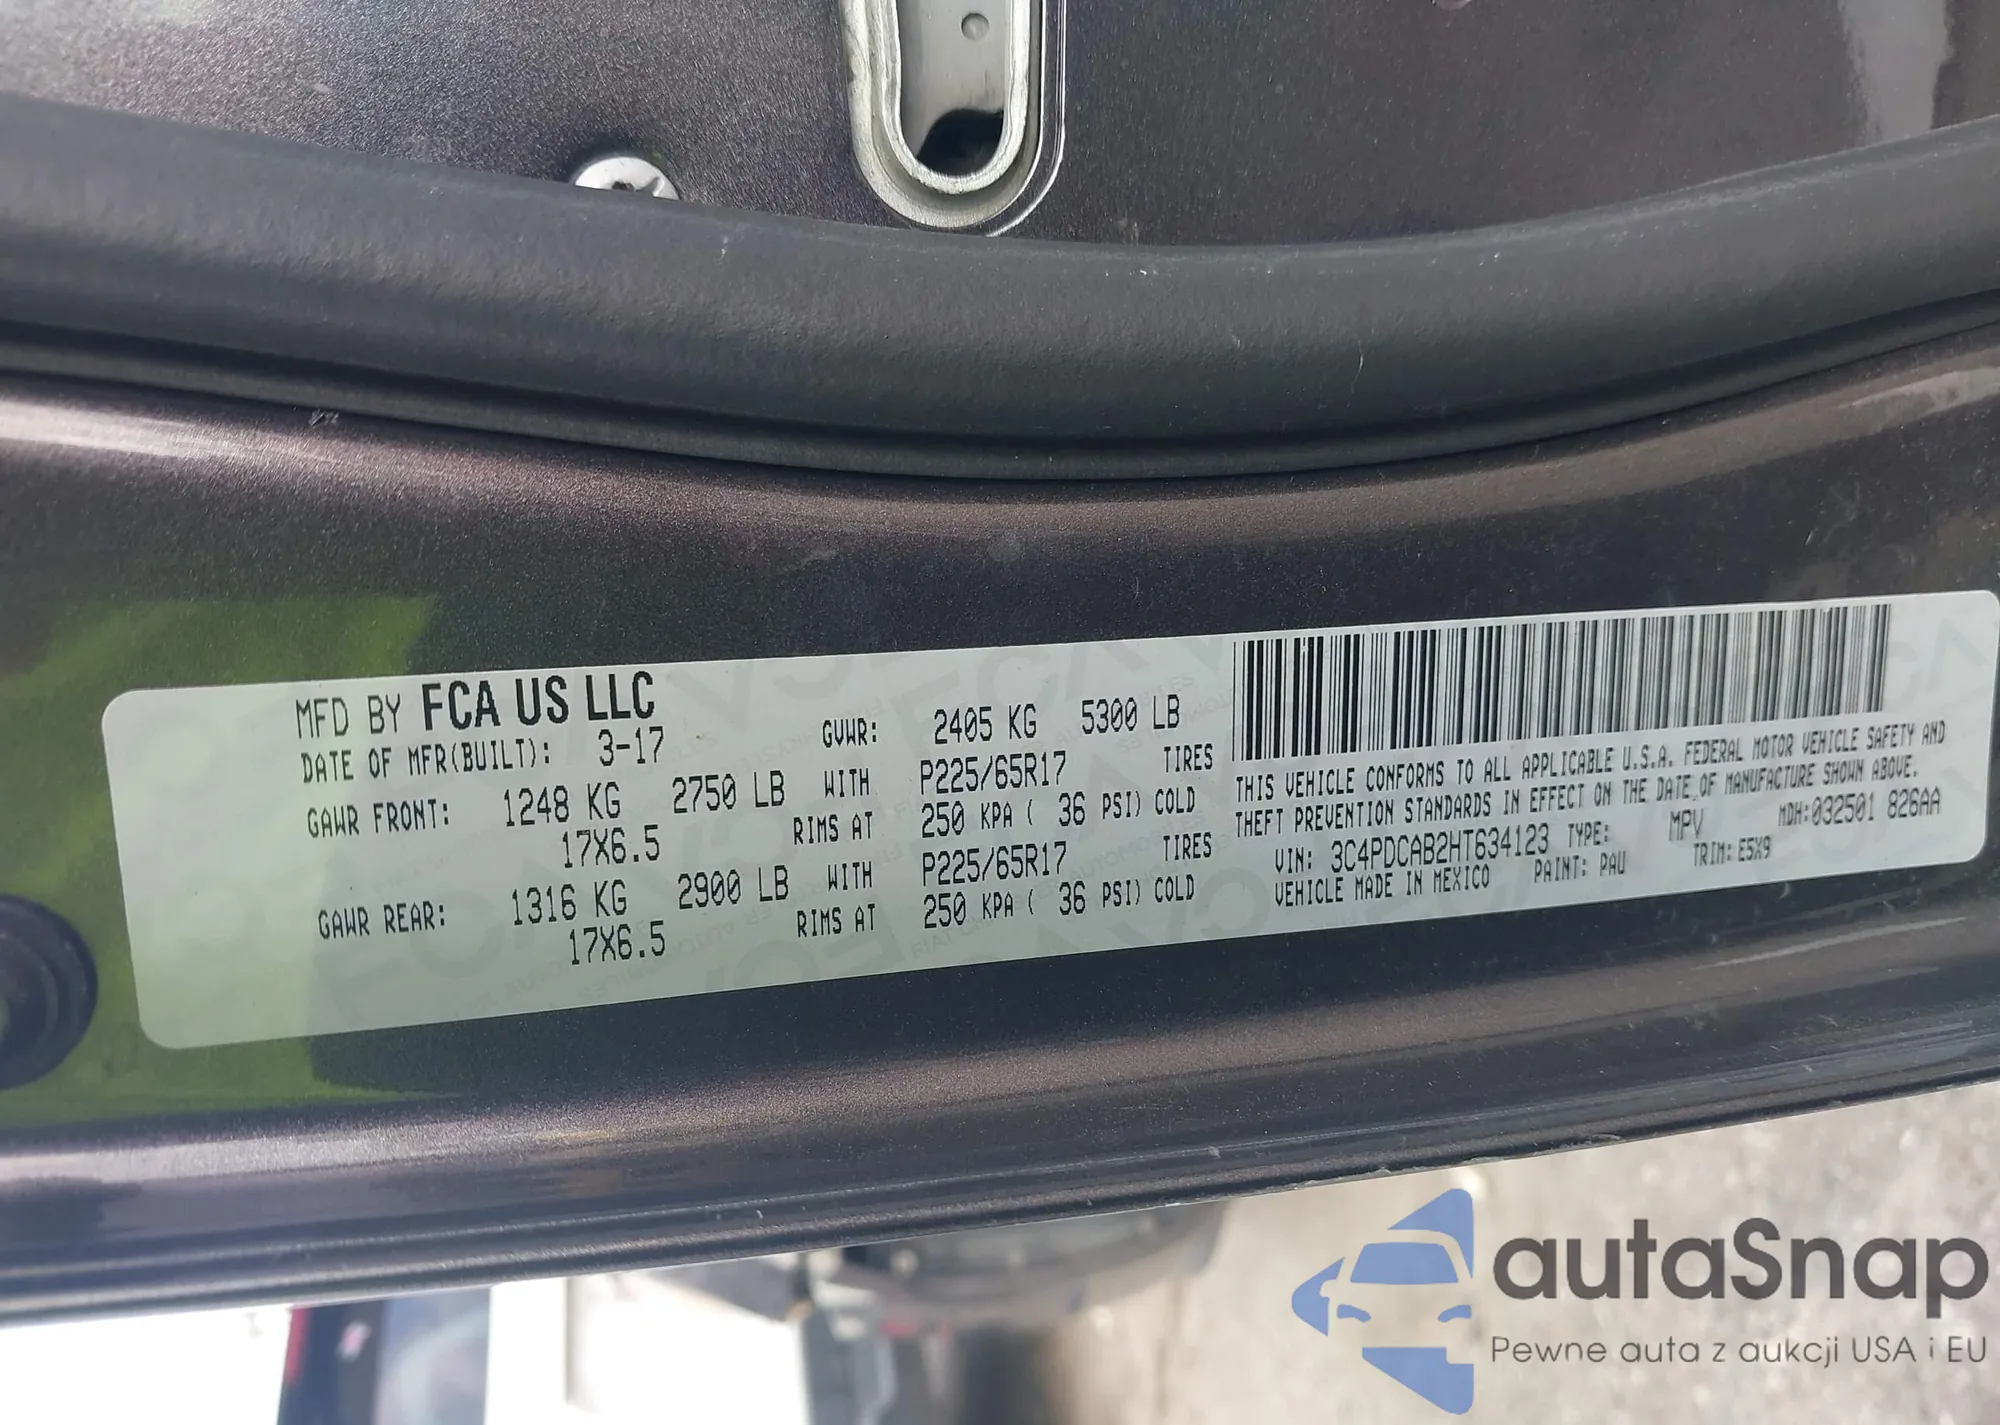 MFD BY FCA US LLC
DATE OF MFR(BUILT): 3-17
GVWR: 2405 KG 5300 LB
GAWR FRONT: 1248 KG 2750 LB WITH P225/65R17 TIRES
17X6.5 RIMS AT 250 KPA ( 36 PSI) COLD
GAWR REAR: 1316 KG 2900 LB WITH P225/65R17 TIRES
17X6.5 RIMS AT 250 KPA ( 36 PSI) COLD
THIS VEHICLE CONFORMS TO ALL APPLICABLE U.S.A. FEDERAL MOTOR VEHICLE SAFETY AND
THEFT PREVENTION STANDARDS IN EFFECT ON THE DATE OF MANUFACTURE SHOWN ABOVE.
VIN: 3C4PDCAB2HT634123 TYPE: MPV MDH:032501 826AA
VEHICLE MADE IN MEXICO PAINT: PAU TRIM: E5X9
autaSnap
Pewne auta z aukcji USA i EU